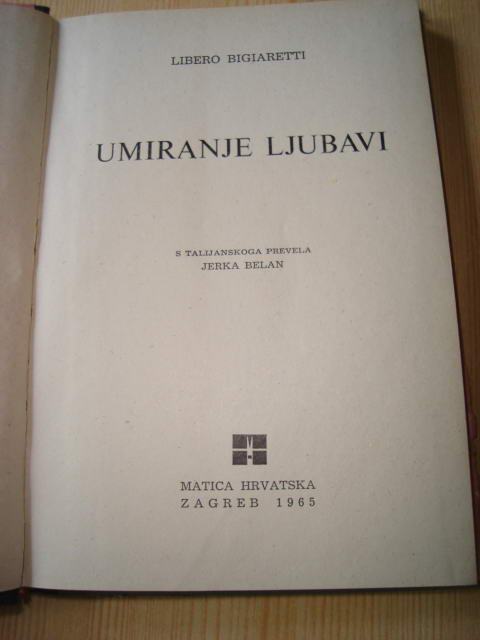 LIBERO BIGIARETTI
UMIRANJE LJUBAVI
S TALIJANSKOGA PREVELA
JERKA BELAN
MATICA HRVATSKA
ZAGREB 1965